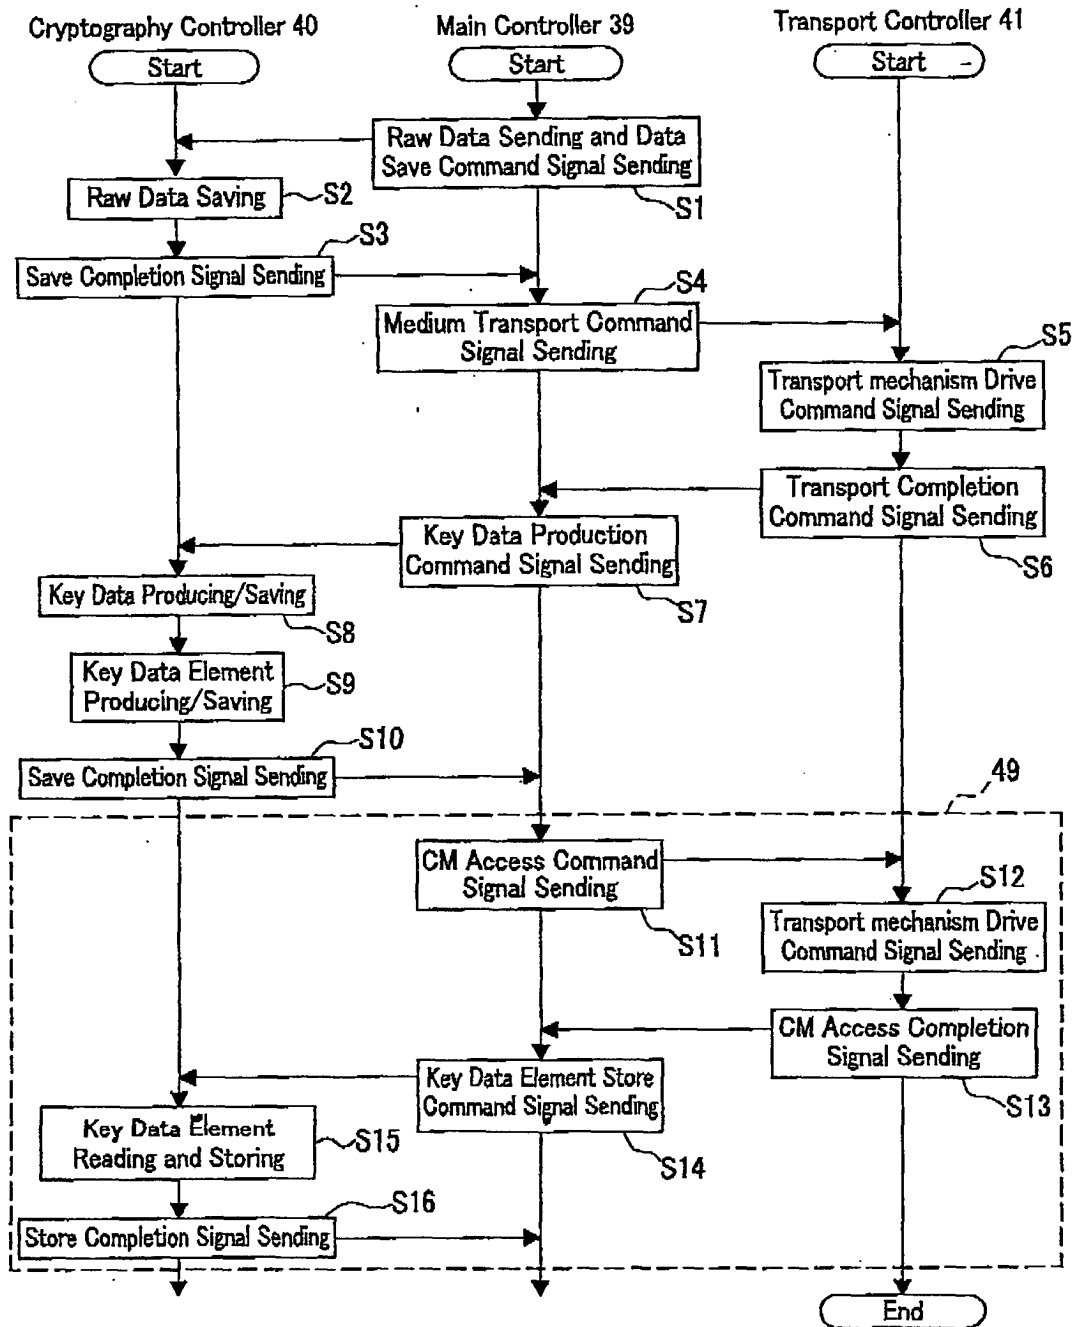 Cryptography Controller 40
Main Controller 39
Transport Controller 41
Start
Start
Start
Raw Data Sending and Data
Save Command Signal Sending
S1
Raw Data Saving
S2
S3
Save Completion Signal Sending
S4
Medium Transport Command
Signal Sending
S5
Transport mechanism Drive
Command Signal Sending
Transport Completion
Command Signal Sending
S6
Key Data Production
Command Signal Sending
S7
Key Data Producing/Saving
S8
Key Data Element
Producing/Saving
S9
S10
Save Completion Signal Sending
49
CM Access Command
Signal Sending
S11
S12
Transport mechanism Drive
Command Signal Sending
CM Access Completion
Signal Sending
S13
Key Data Element Store
Command Signal Sending
S14
Key Data Element
Reading and Storing
S15
S16
Store Completion Signal Sending
End